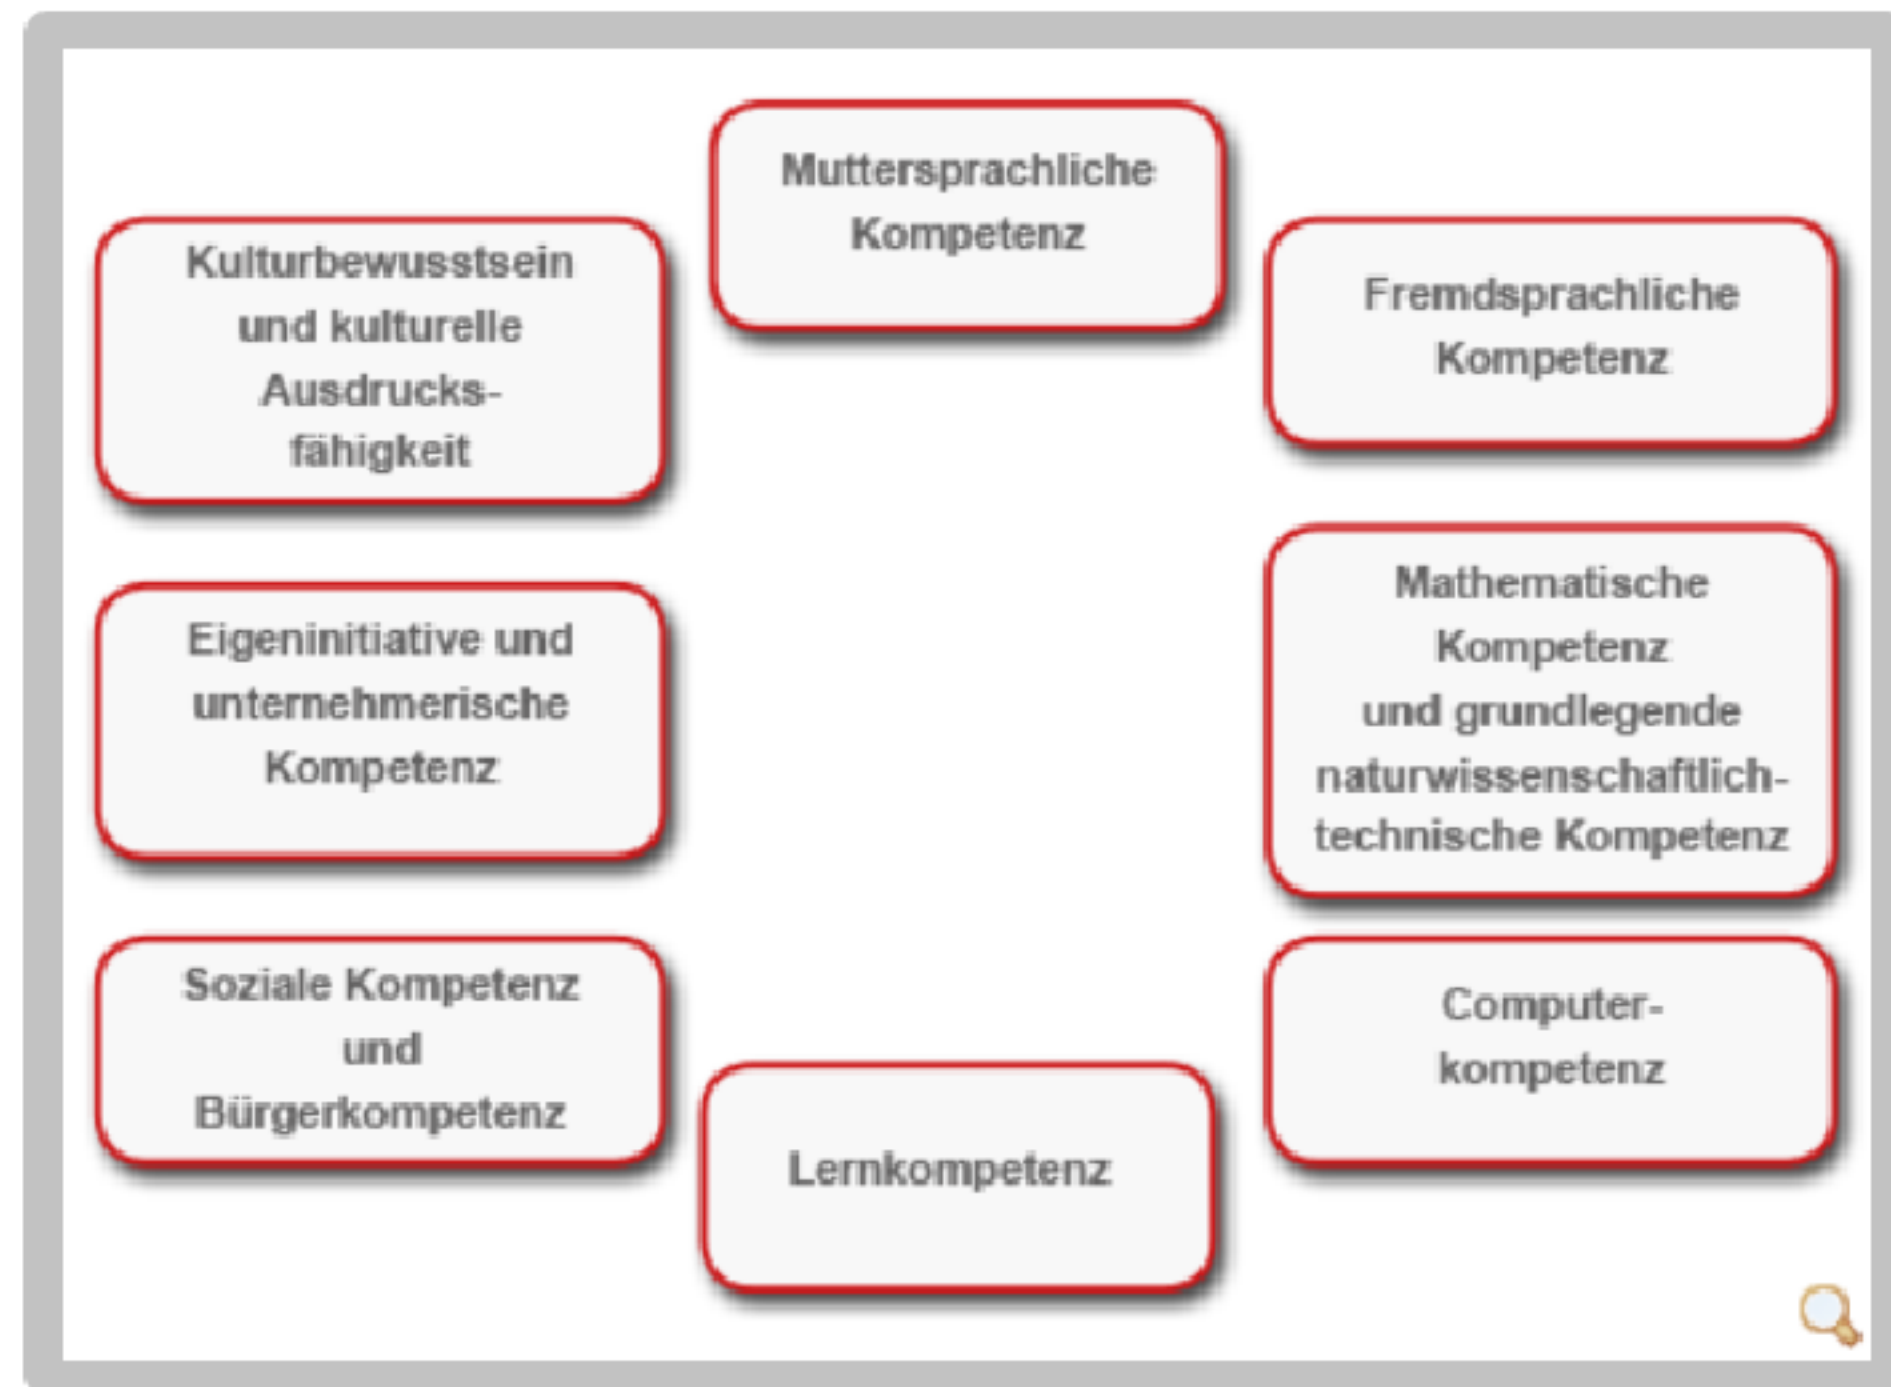 Muttersprachliche
Kompetenz
Fremdsprachliche
Kompetenz
Mathematische
Kompetenz
und grundlegende
naturwissenschaftlich-
technische Kompetenz
Computer-
kompetenz
Lernkompetenz
Soziale Kompetenz
und
Bürgerkompetenz
Eigeninitiative und
unternehmerische
Kompetenz
Kulturbewusstsein
und kulturelle
Ausdrucks-
fähigkeit